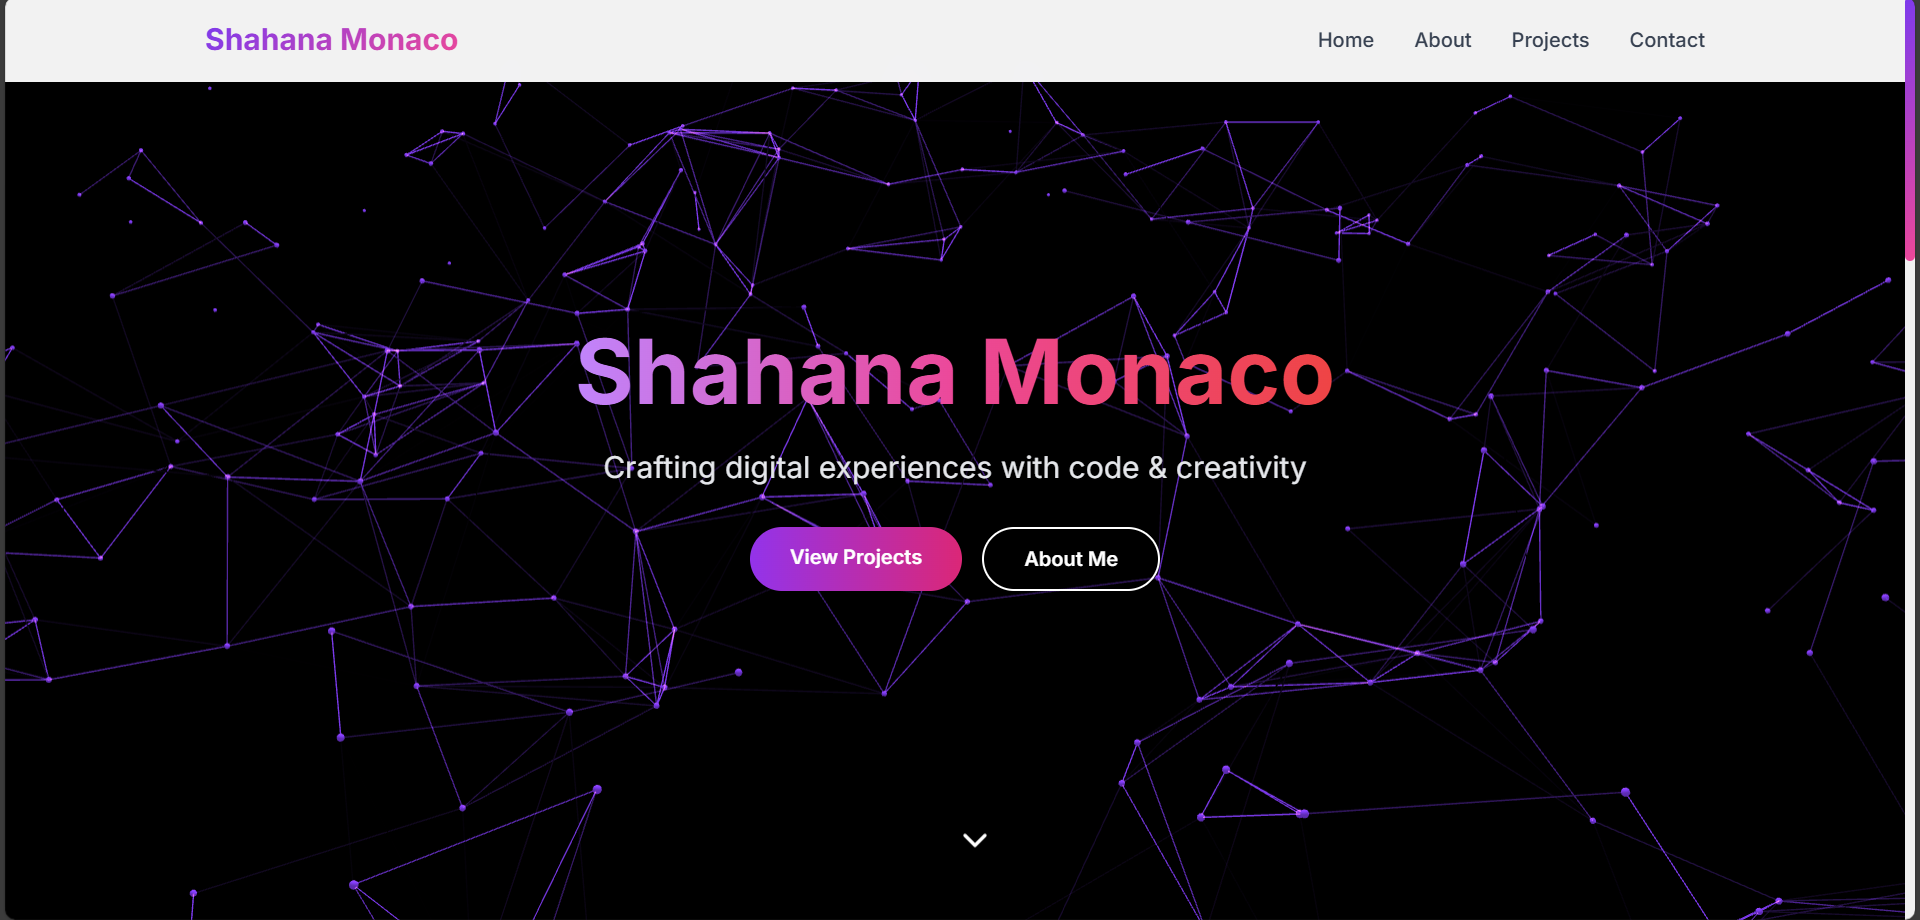 Shahana Monaco
Home About Projects Contact
Shahana Monaco
Crafting digital experiences with code & creativity
View Projects About Me